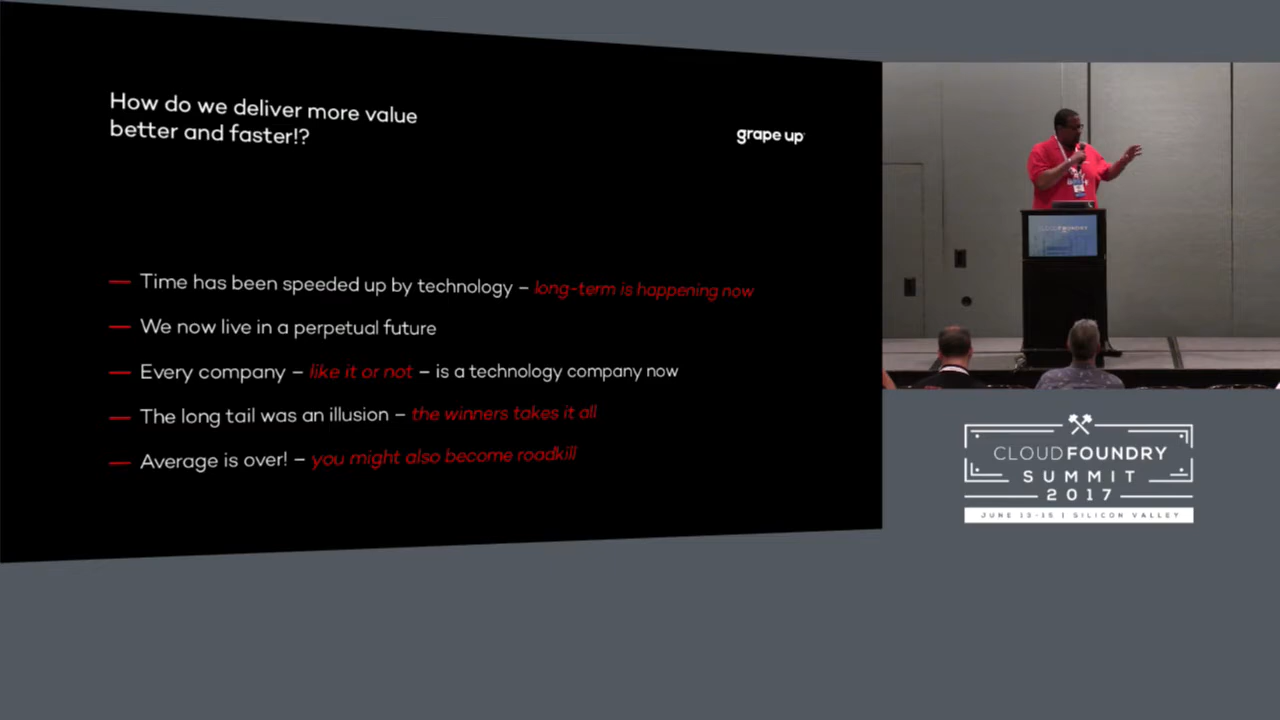 How do we deliver more value
better and faster!?
grape up
— Time has been speeded up by technology – long-term is happening now
— We now live in a perpetual future
— Every company – like it or not – is a technology company now
— The long tail was an illusion – the winners takes it all
— Average is over! – you might also become roadkill
CLOUDFOUNDRY
CLOUDFOUNDRY
SUMMIT
2017
JUNE 13-15 | SILICON VALLEY